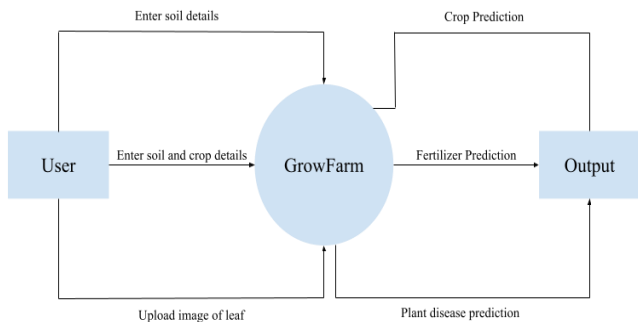 Enter soil details
Crop Prediction
User
Enter soil and crop details
GrowFarm
Fertilizer Prediction
Output
Upload image of leaf
Plant disease prediction